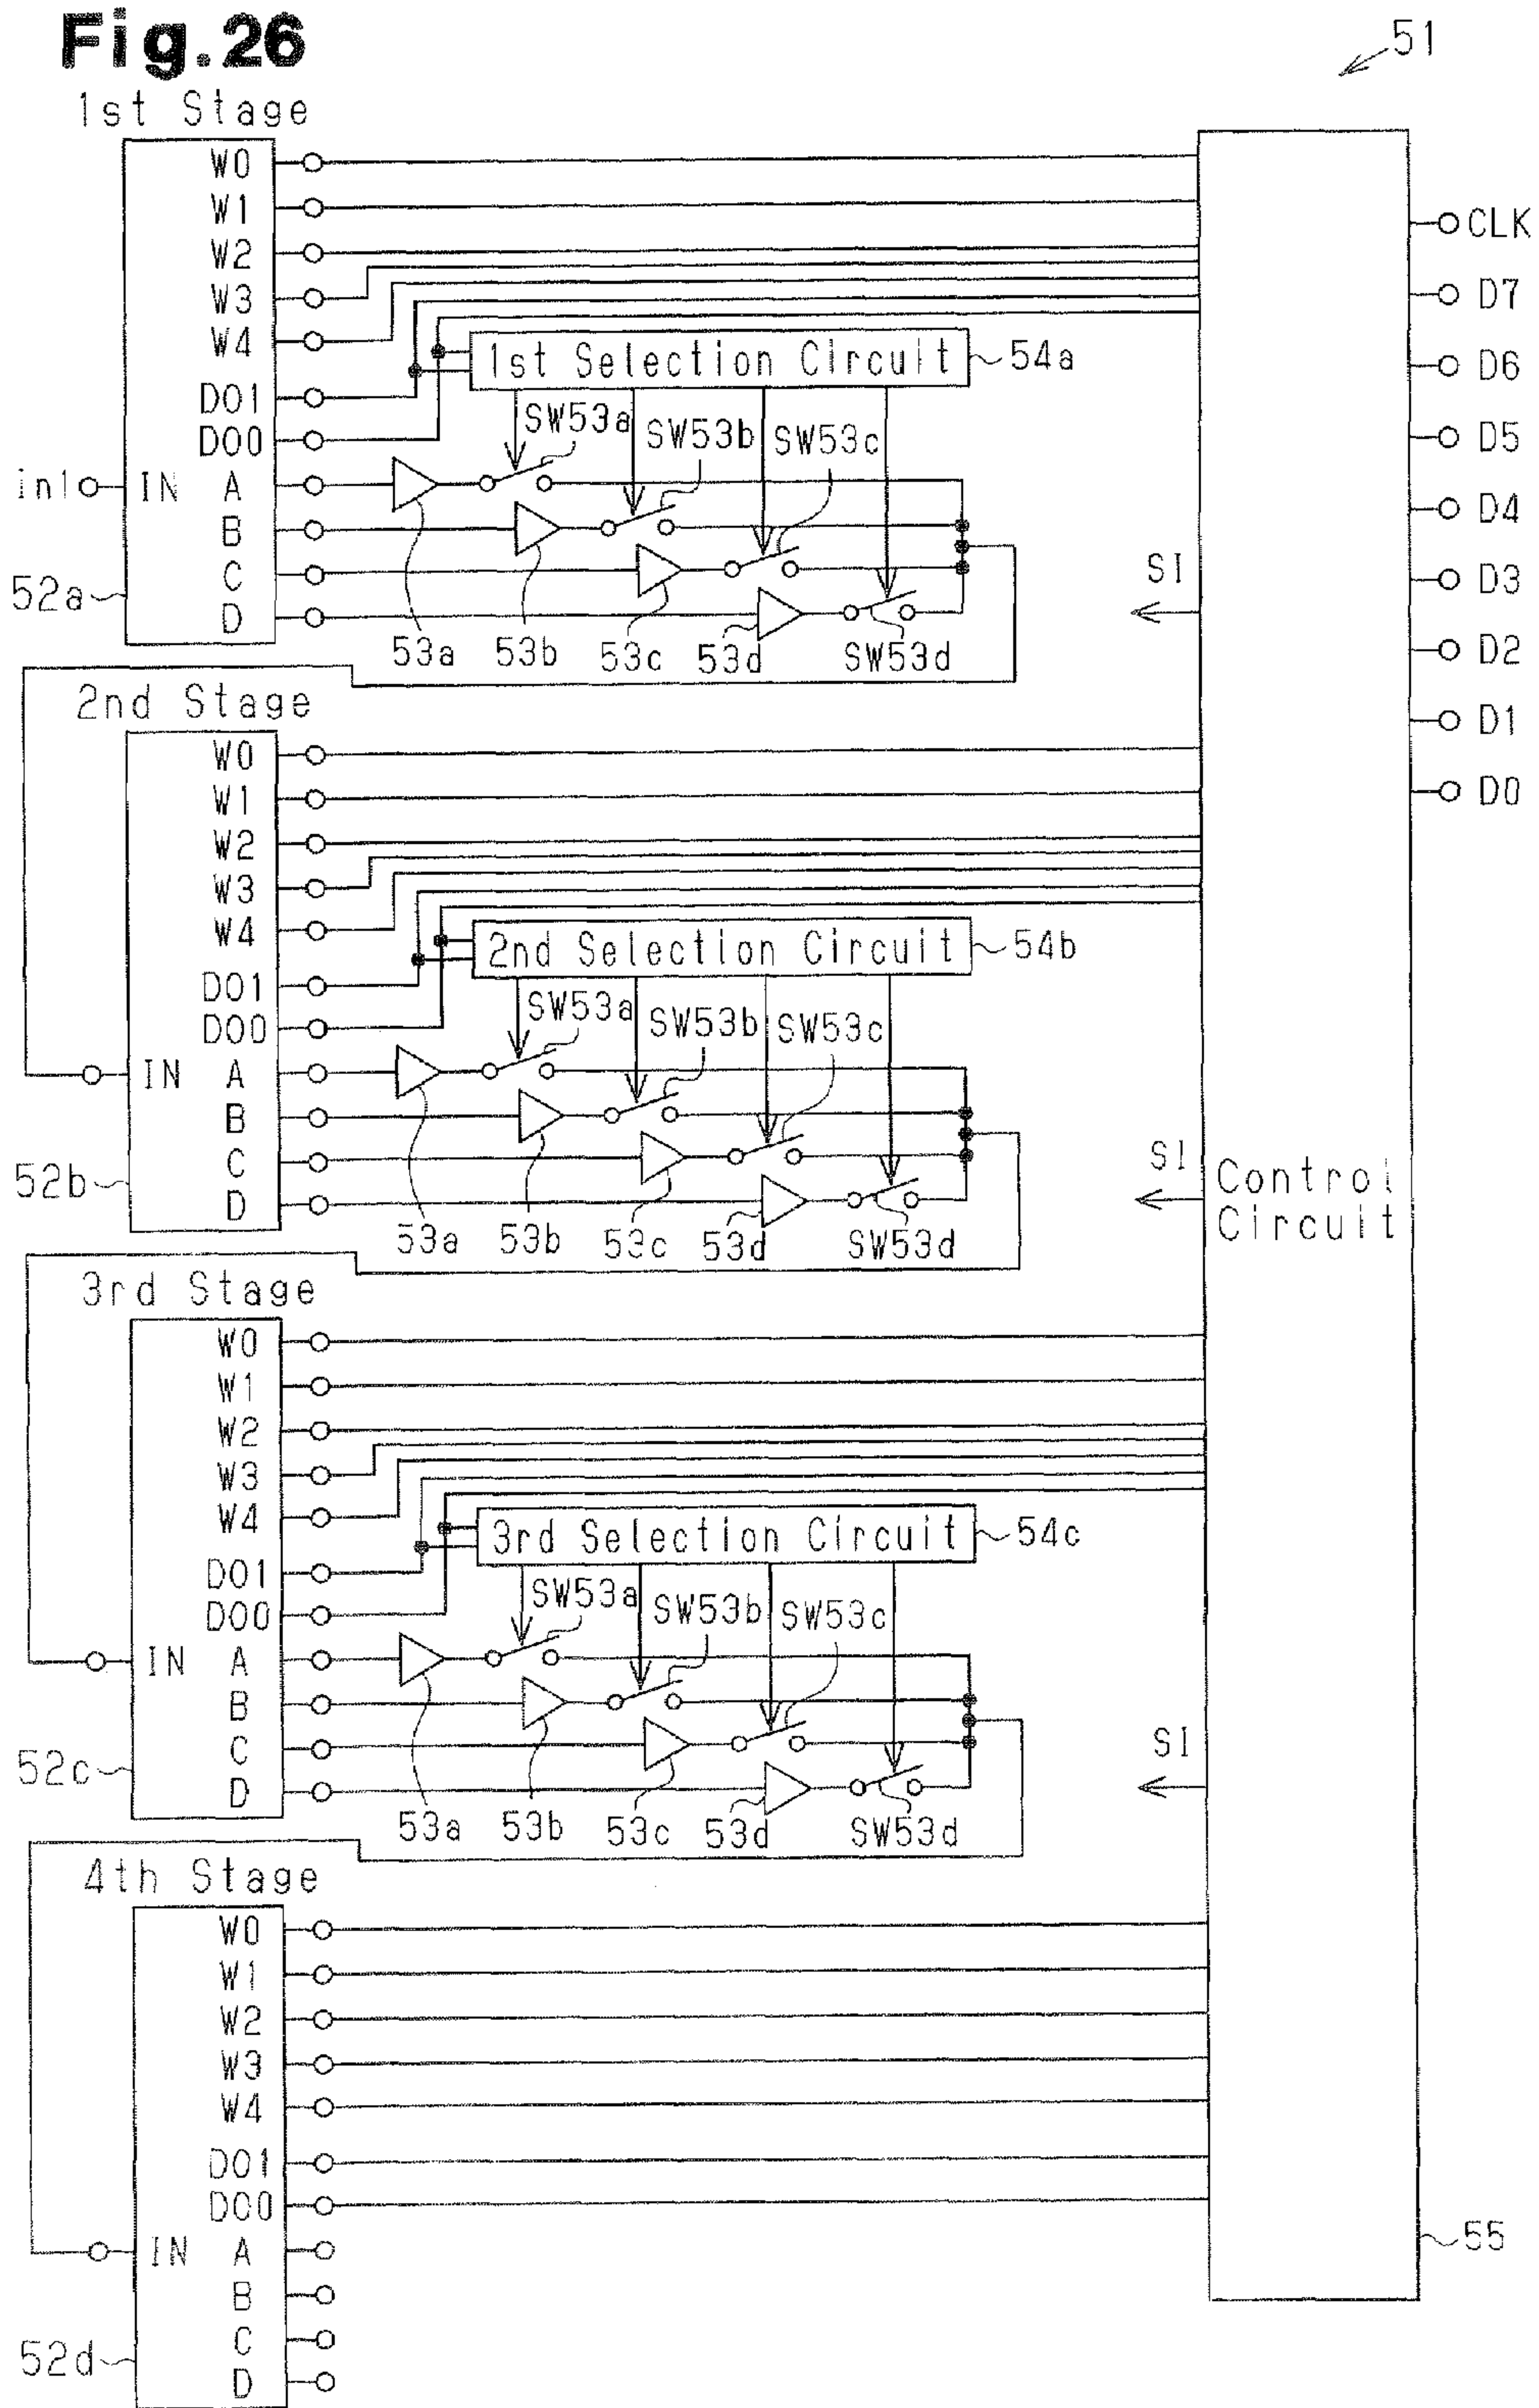 Fig.26
51
1st Stage
W0
W1
W2
W3
W4
DO1
DO0
in1 IN A
B
C
D
52a
1st Selection Circuit 54a
SW53a SW53b SW53c
53a 53b 53c 53d SW53d
SI
CLK
D7
D6
D5
D4
D3
D2
D1
D0
2nd Stage
W0
W1
W2
W3
W4
DO1
DO0
IN A
B
C
D
52b
2nd Selection Circuit 54b
SW53a SW53b SW53c
53a 53b 53c 53d SW53d
SI
Control
Circuit
3rd Stage
W0
W1
W2
W3
W4
DO1
DO0
IN A
B
C
D
52c
3rd Selection Circuit 54c
SW53a SW53b SW53c
53a 53b 53c 53d SW53d
SI
4th Stage
W0
W1
W2
W3
W4
DO1
DO0
IN A
B
C
D
52d
55